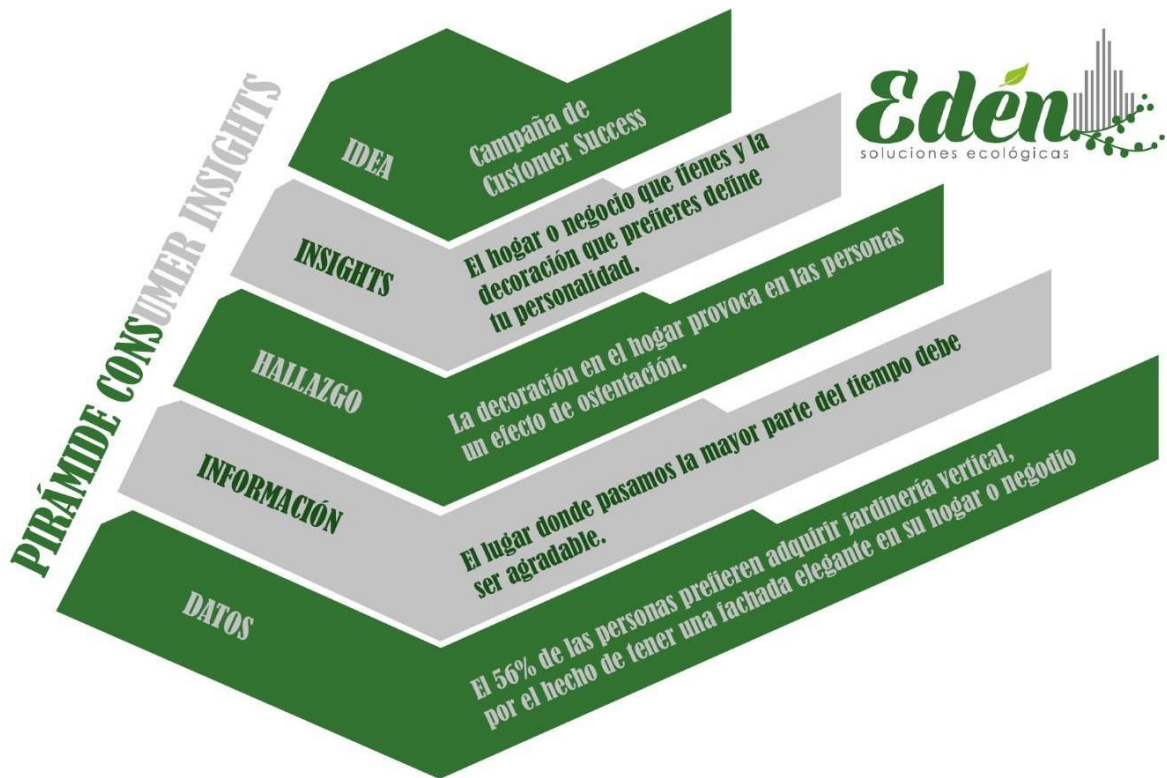 PIRÁMIDE CONSUMER INSIGHTS
Edén
soluciones ecológicas
IDEA
Campaña de
Customer Success
INSIGHTS
El hogar o negocio que tienes y la
decoración que prefieres define
tu personalidad.
HALLAZGO
La decoración en el hogar provoca en las personas
un efecto de ostentación.
INFORMACIÓN
El lugar donde pasamos la mayor parte del tiempo debe
ser agradable.
DATOS
El 56% de las personas prefieren adquirir jardinería vertical,
por el hecho de tener una fachada elegante en su hogar o negodio